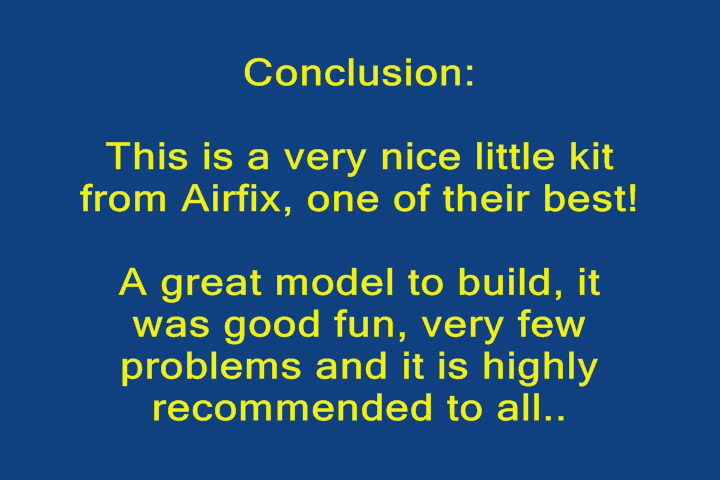 Conclusion:
This is a very nice little kit
from Airfix, one of their best!
A great model to build, it
was good fun, very few
problems and it is highly
recommended to all..